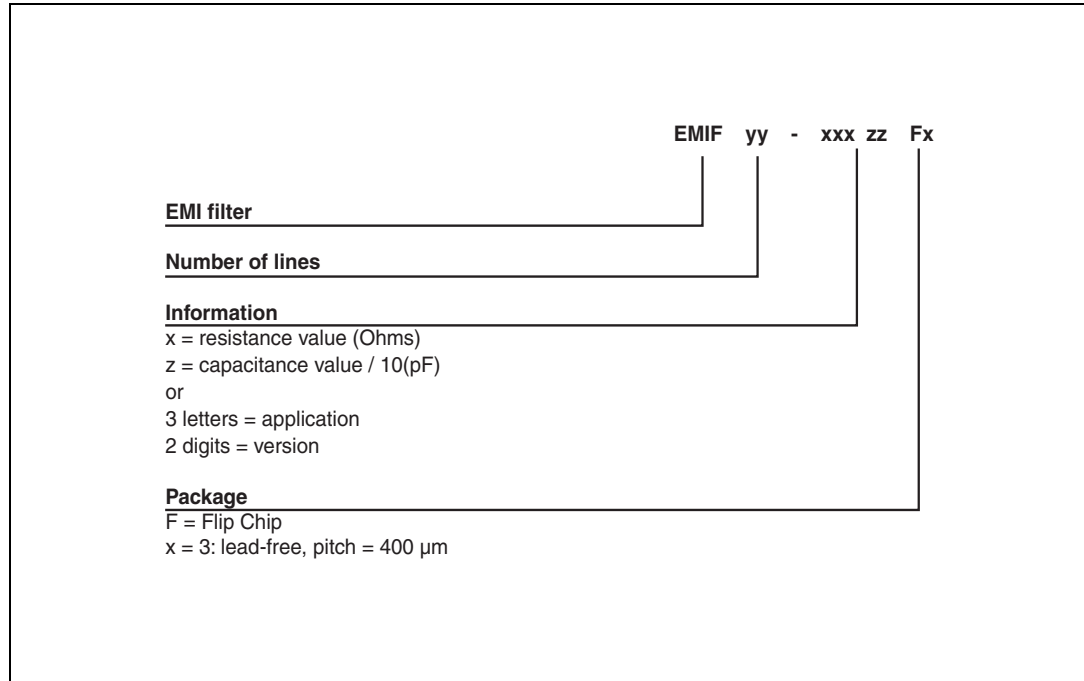 EMIF yy - xxx zz Fx
EMI filter
Number of lines
Information
x = resistance value (Ohms)
z = capacitance value / 10(pF)
or
3 letters = application
2 digits = version
Package
F = Flip Chip
x = 3: lead-free, pitch = 400 µm